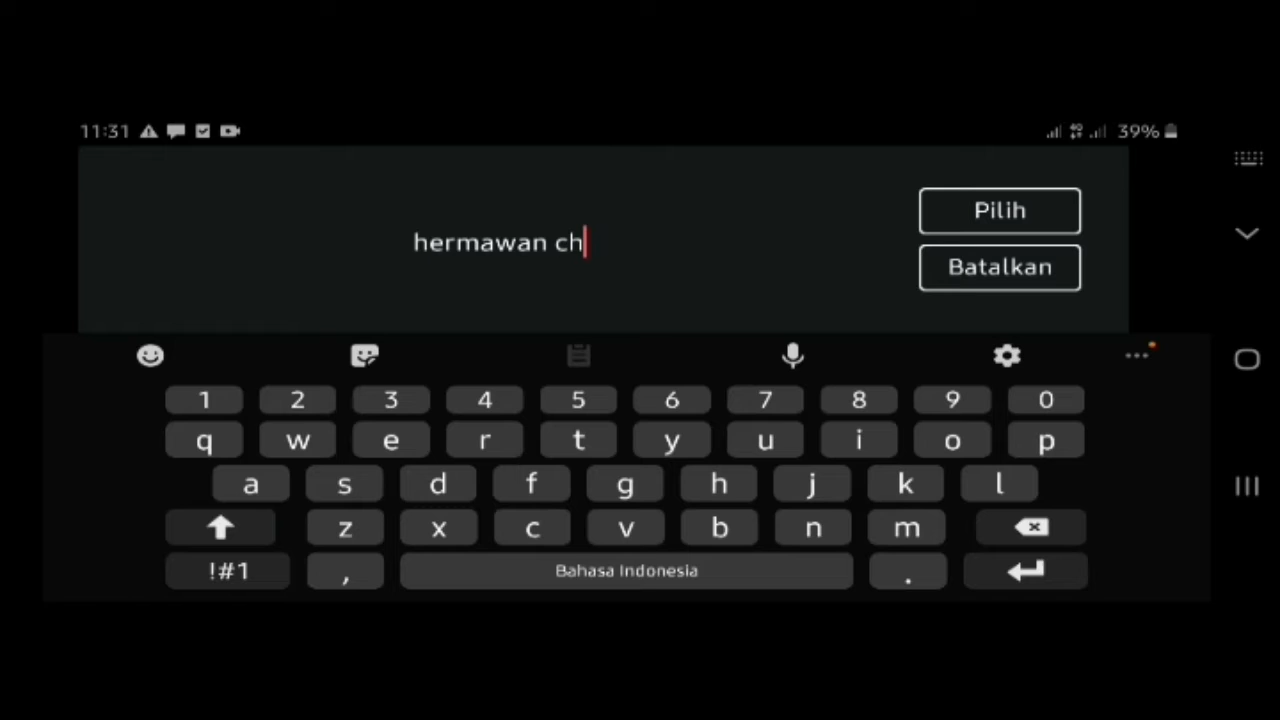 11:31 39%
Pilih
hermawan ch
Batalkan
1 2 3 4 5 6 7 8 9 0
q w e r t y u i o p
a s d f g h j k l
z x c v b n m
!#1 , Bahasa Indonesia .